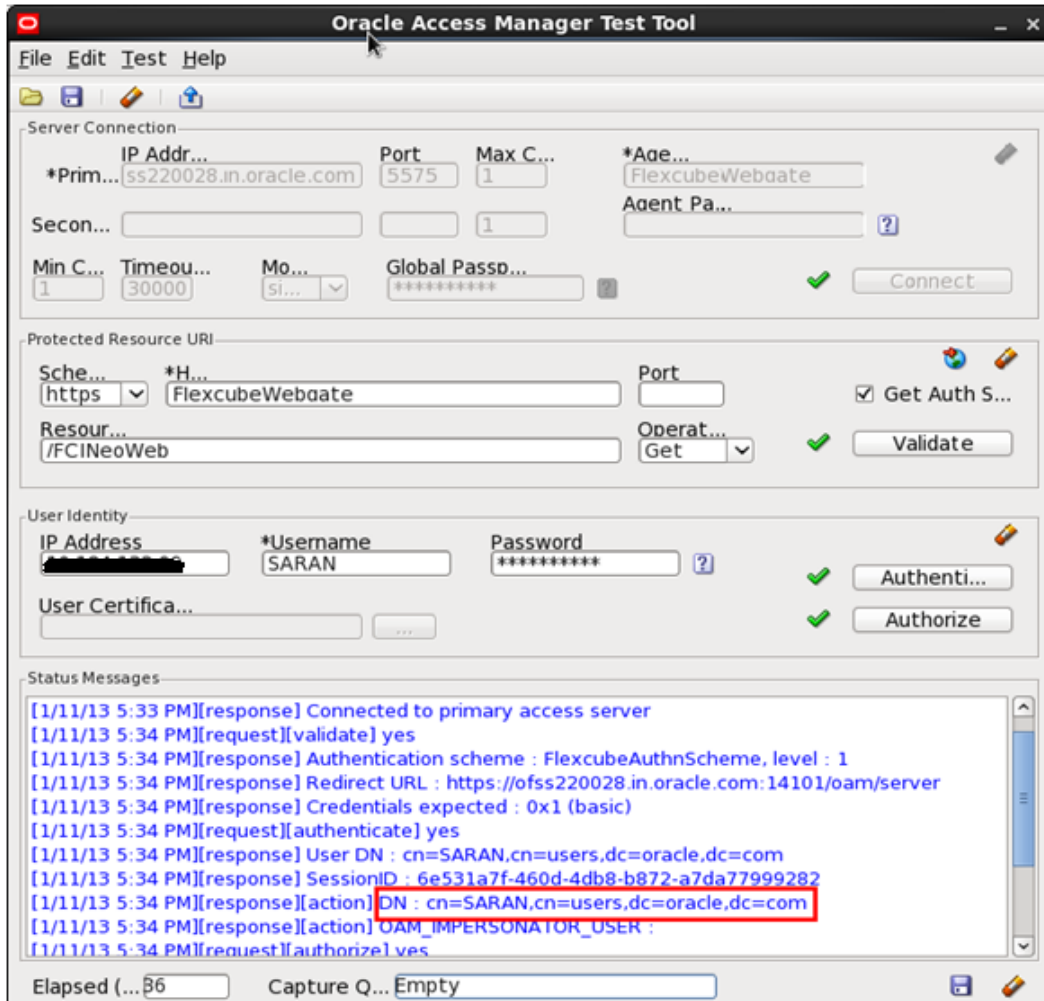 Oracle Access Manager Test Tool
File Edit Test Help
Server Connection
IP Addr... Port Max C... *Age...
*Prim... ss220028.in.oracle.com 5575 1 FlexcubeWebgate
Agent Pa...
Secon... 1
Min C... Timeou... Mo... Global Passp...
1 30000 si... ********** Connect
Protected Resource URI
Sche... *H... Port
https FlexcubeWebgate Get Auth S...
Resour... Operat...
/FCJNeoWeb Get Validate
User Identity
IP Address *Username Password
SARAN ********** Authenti...
User Certifica...
... Authorize
Status Messages
[1/11/13 5:33 PM][response] Connected to primary access server
[1/11/13 5:34 PM][request][validate] yes
[1/11/13 5:34 PM][response] Authentication scheme : FlexcubeAuthnScheme, level : 1
[1/11/13 5:34 PM][response] Redirect URL : https://ofss220028.in.oracle.com:14101/oam/server
[1/11/13 5:34 PM][response] Credentials expected : 0x1 (basic)
[1/11/13 5:34 PM][request][authenticate] yes
[1/11/13 5:34 PM][response] User DN : cn=SARAN,cn=users,dc=oracle,dc=com
[1/11/13 5:34 PM][response] SessionID : 6e531a7f-460d-4db8-b872-a7da77999282
[1/11/13 5:34 PM][response][action] DN : cn=SARAN,cn=users,dc=oracle,dc=com
[1/11/13 5:34 PM][response][action] OAM_IMPERSONATOR_USER :
[1/11/13 5:34 PM][request][authorize] yes
Elapsed (... 36 Capture Q... Empty